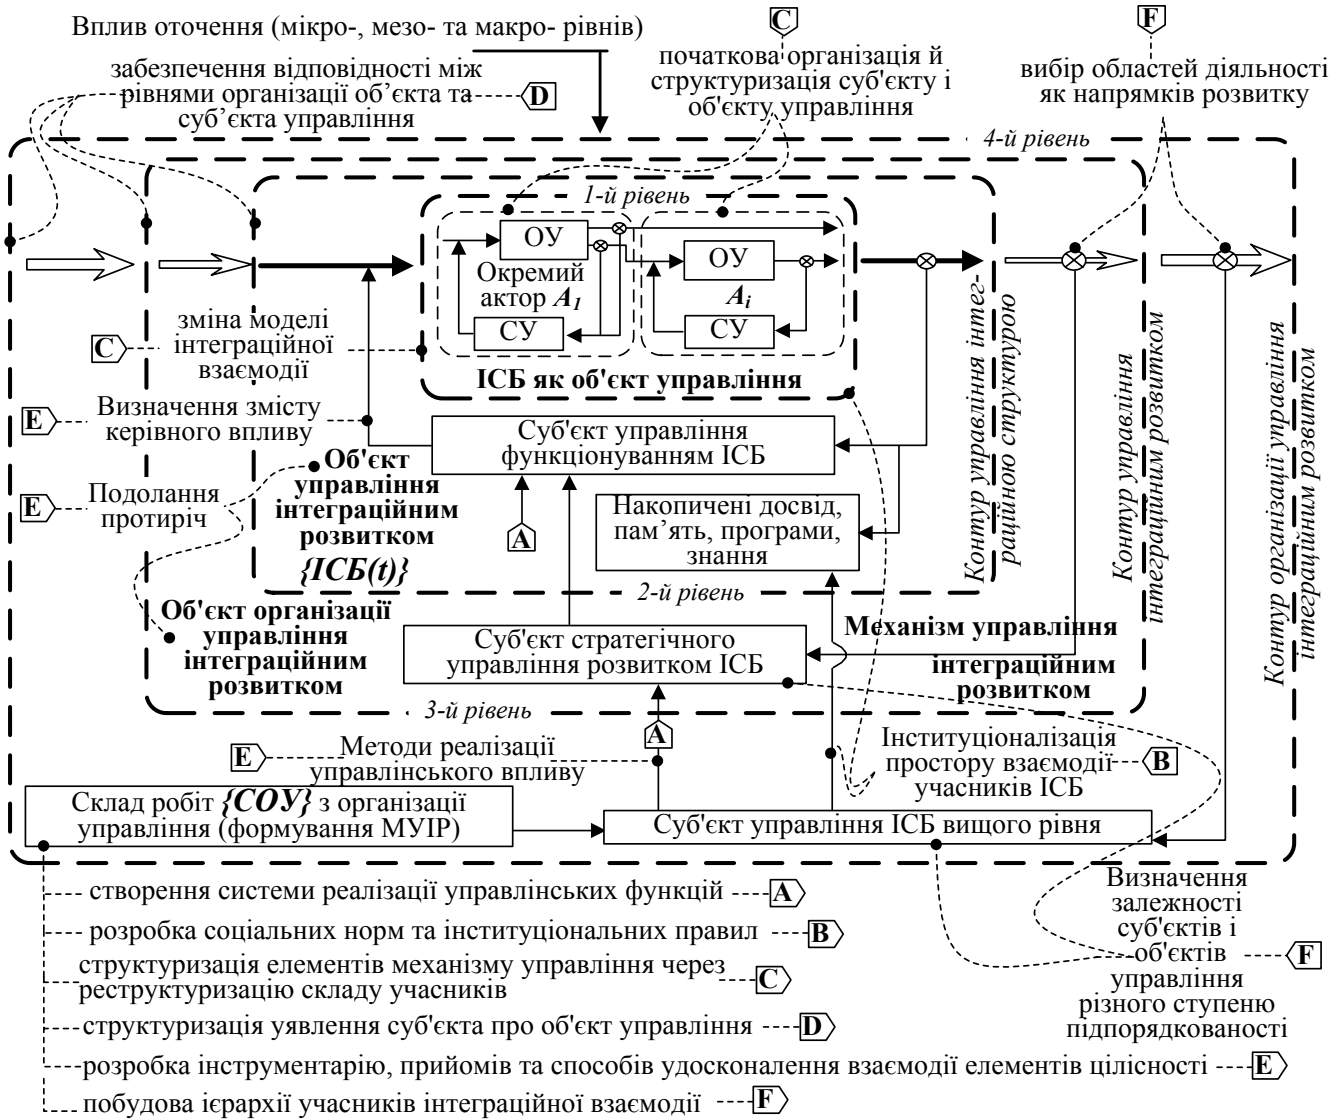 Вплив оточення (мікро-, мезо- та макро- рівнів)
C
F
забезпечення відповідності між
рівнями організації об’єкта та
суб’єкта управління
D
початкова організація й
структуризація суб'єкту і
об'єкту управління
вибір областей діяльності
як напрямків розвитку
4-й рівень
1-й рівень
ОУ
Окремий
актор A1
СУ
ОУ
Ai
СУ
ІСБ як об'єкт управління
C
зміна моделі
інтеграційної
взаємодії
E
Визначення змісту
керівного впливу
E
Подолання
протиріч
Суб'єкт управління
функціонуванням ІСБ
Об'єкт
управління
інтеграційним
розвитком
{ІСБ(t)}
A
Накопичені досвід,
пам’ять, програми,
знання
2-й рівень
Контур управління інтег-
раційною структурою
Контур управління
інтеграційним розвитком
Контур організації управління
інтеграційним розвитком
Об'єкт організації
управління
інтеграційним
розвитком
Суб'єкт стратегічного
управління розвитком ІСБ
Механізм управління
інтеграційним
розвитком
3-й рівень
A
E
Методи реалізації
управлінського впливу
Інституціоналізація
простору взаємодії
учасників ІСБ
B
Склад робіт {СОУ} з організації
управління (формування МУІР)
Суб'єкт управління ІСБ вищого рівня
створення системи реалізації управлінських функцій
A
розробка соціальних норм та інституціональних правил
B
структуризація елементів механізму управління через
реструктуризацію складу учасників
C
структуризація уявлення суб'єкта про об'єкт управління
D
розробка інструментарію, прийомів та способів удосконалення взаємодії елементів цілісності
E
побудова ієрархії учасників інтеграційної взаємодії
F
Визначення
залежності
суб'єктів і
об'єктів
управління
різного ступеню
підпорядкованості
F